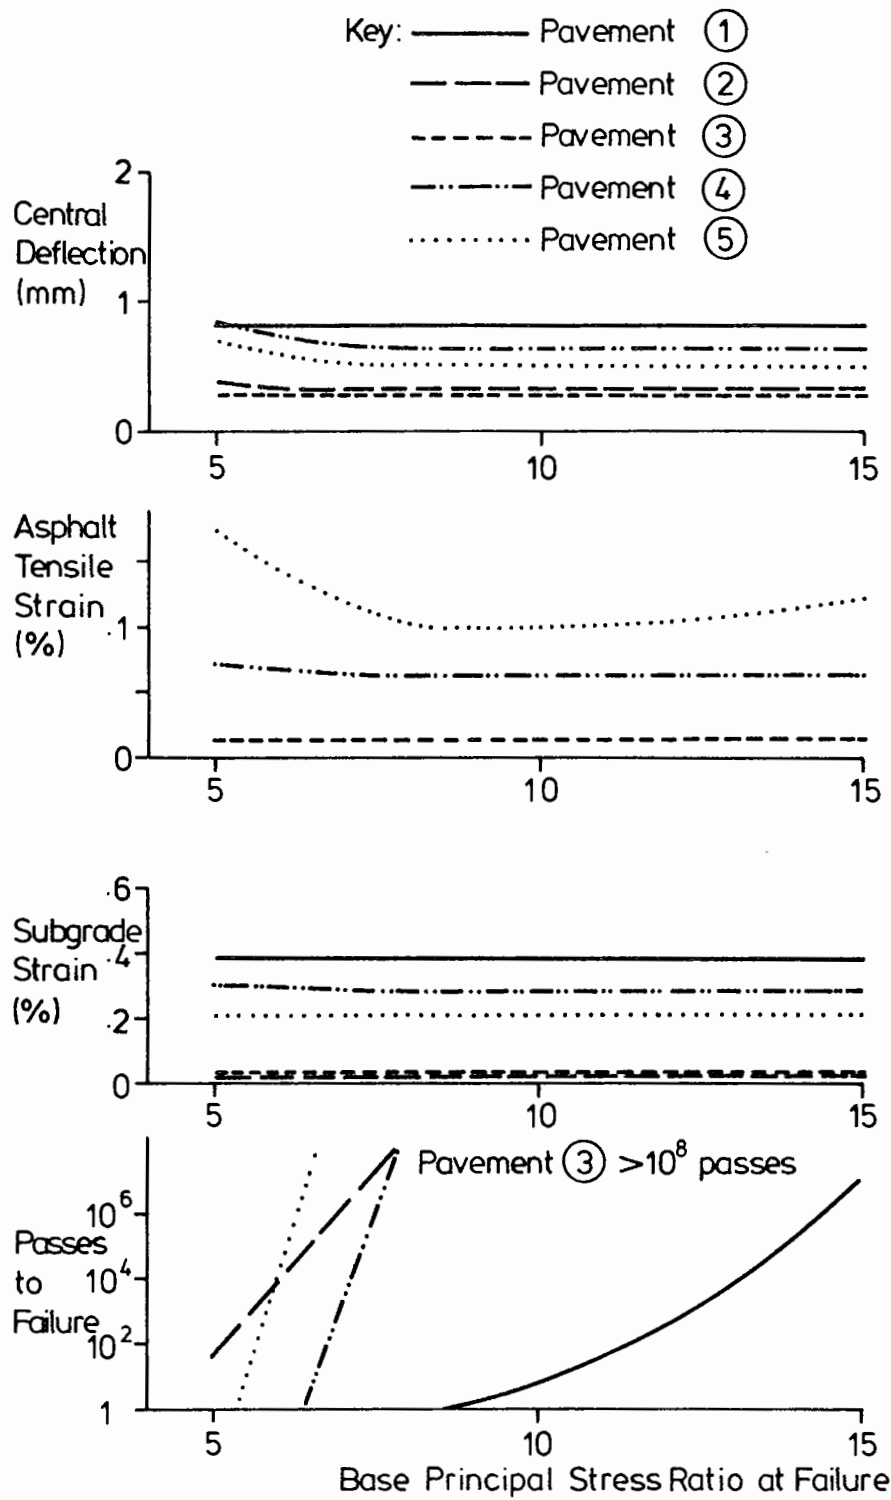 Key: Pavement 1
Pavement 2
Pavement 3
Pavement 4
Pavement 5
Central
Deflection
(mm)
2
1
0
5 10 15
Asphalt
Tensile
Strain
(%)
.1
0
5 10 15
Subgrade
Strain
(%)
.6
.4
.2
0
5 10 15
Pavement 3 >10⁸ passes
Passes
to
Failure
10⁶
10⁴
10²
1
5 10 15
Base Principal Stress Ratio at Failure